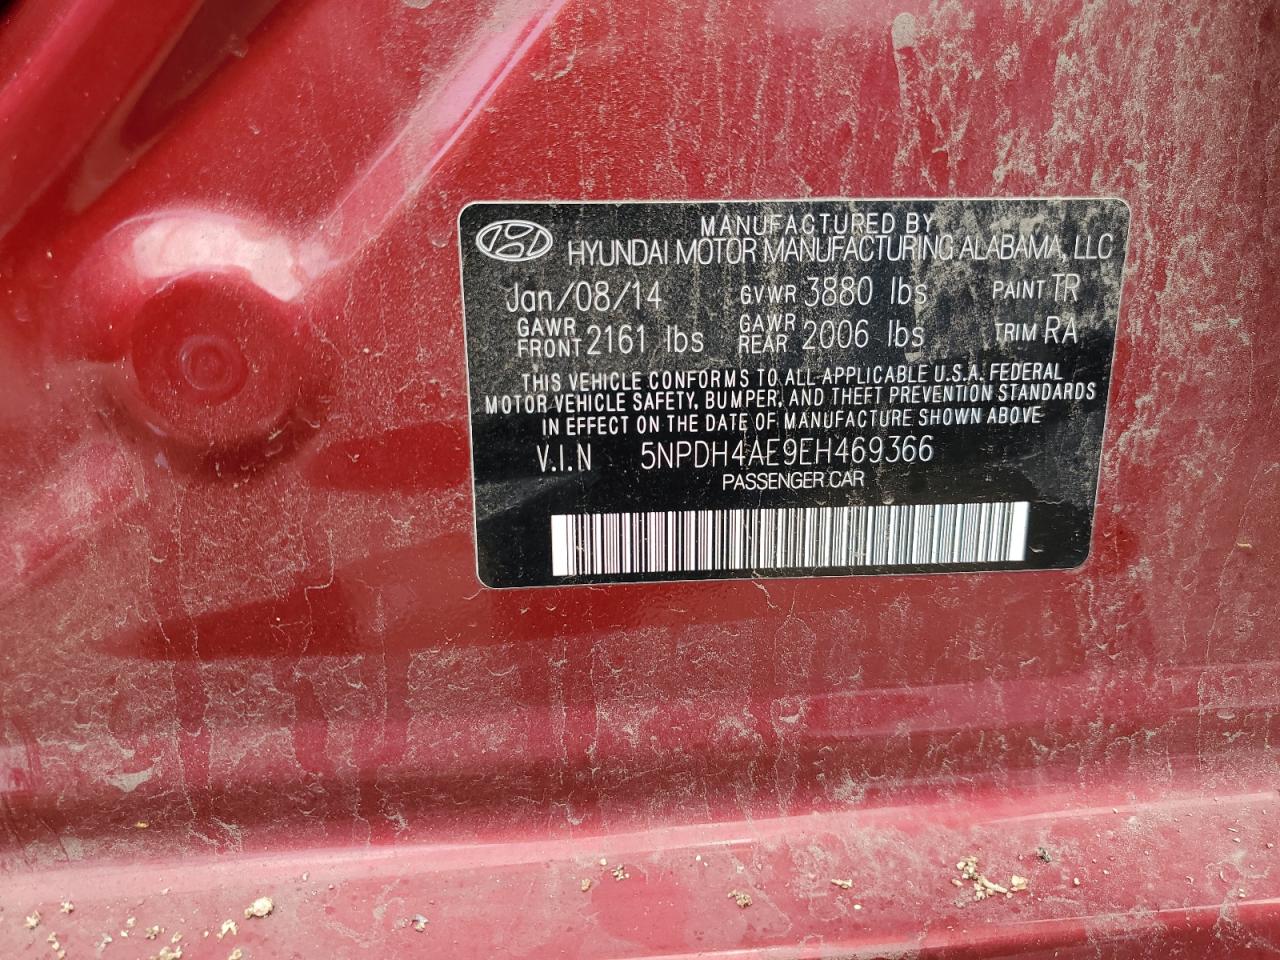 MANUFACTURED BY
HYUNDAI MOTOR MANUFACTURING ALABAMA, LLC
Jan/08/14 GVWR 3880 lbs PAINT TR
GAWR FRONT 2161 lbs GAWR REAR 2006 lbs TRIM RA
THIS VEHICLE CONFORMS TO ALL APPLICABLE U.S.A. FEDERAL
MOTOR VEHICLE SAFETY, BUMPER, AND THEFT PREVENTION STANDARDS
IN EFFECT ON THE DATE OF MANUFACTURE SHOWN ABOVE
V.I.N 5NPDH4AE9EH469366
PASSENGER CAR